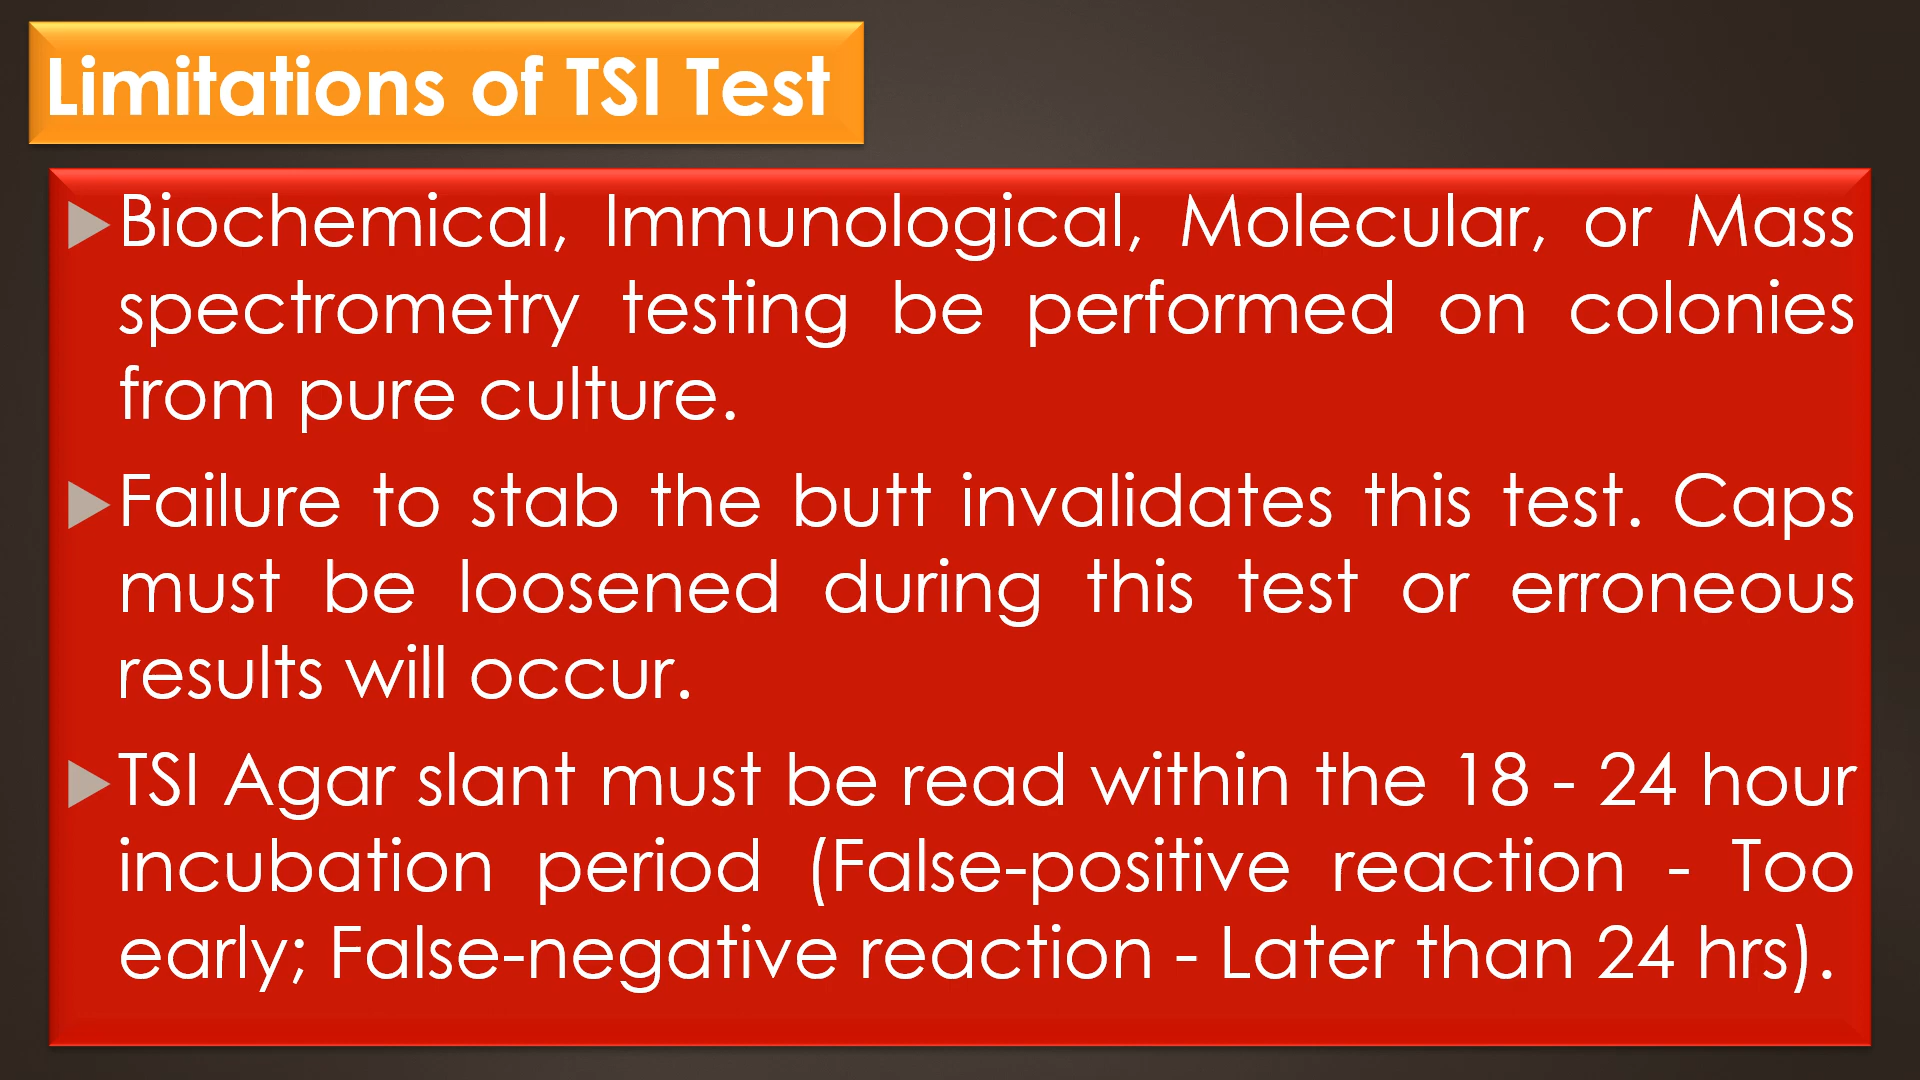 Limitations of TSI Test
Biochemical, Immunological, Molecular, or Mass
spectrometry testing be performed on colonies
from pure culture.
Failure to stab the butt invalidates this test. Caps
must be loosened during this test or erroneous
results will occur.
TSI Agar slant must be read within the 18 - 24 hour
incubation period (False-positive reaction - Too
early; False-negative reaction - Later than 24 hrs).